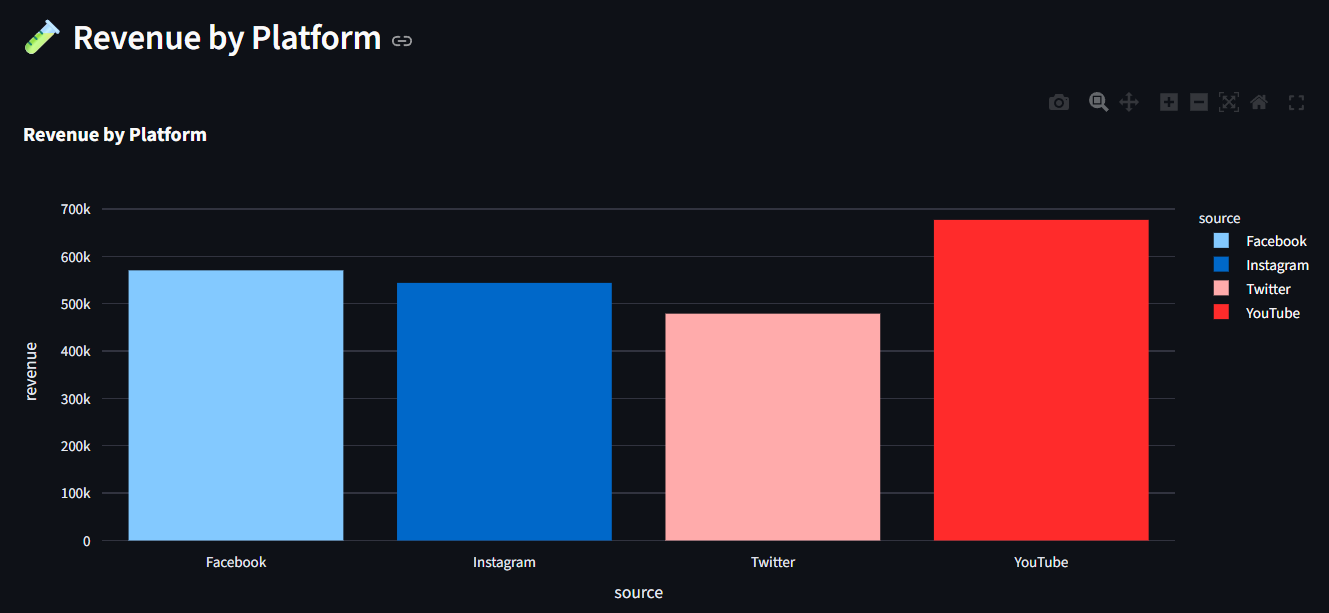 Revenue by Platform
Revenue by Platform
700k
600k
500k
400k
300k
200k
100k
0
revenue
Facebook
Instagram
Twitter
YouTube
source
source
Facebook
Instagram
Twitter
YouTube